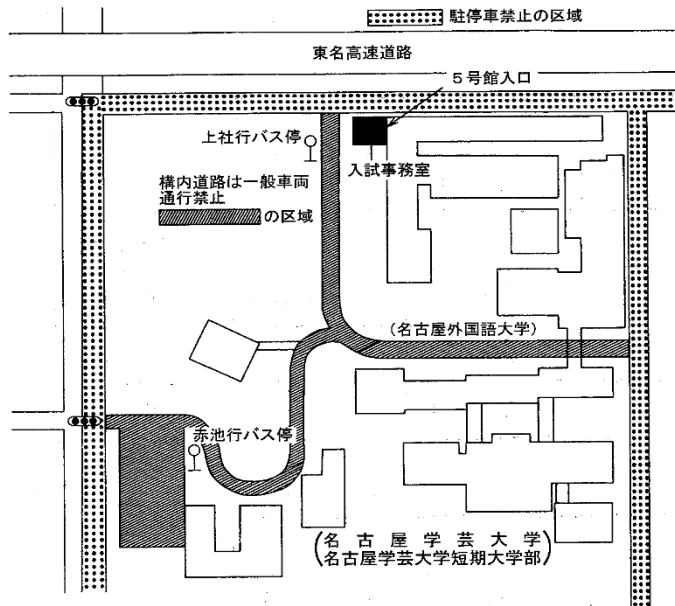 駐停車禁止の区域
東名高速道路
5号館入口
上社行バス停
入試事務室
構内道路は一般車両
通行禁止
の区域
(名古屋外国語大学)
赤池行バス停
(名古屋学芸大学
名古屋学芸大学短期大学部)